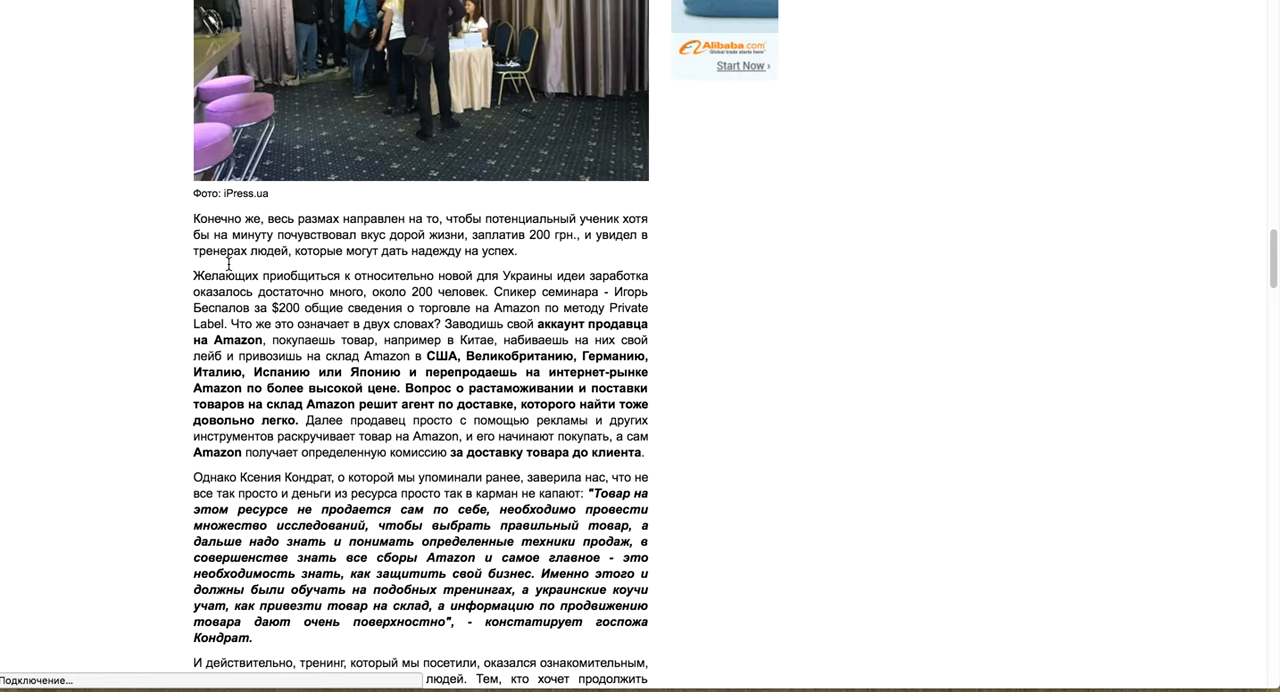 Alibaba.com
Global trade starts here™
Start Now ›
Фото: iPress.ua
Конечно же, весь размах направлен на то, чтобы потенциальный ученик хотя
бы на минуту почувствовал вкус дорой жизни, заплатив 200 грн., и увидел в
тренерах людей, которые могут дать надежду на успех.
Желающих приобщиться к относительно новой для Украины идеи заработка
оказалось достаточно много, около 200 человек. Спикер семинара - Игорь
Беспалов за $200 общие сведения о торговле на Amazon по методу Private
Label. Что же это означает в двух словах? Заводишь свой аккаунт продавца
на Amazon, покупаешь товар, например в Китае, набиваешь на них свой
лейб и привозишь на склад Amazon в США, Великобританию, Германию,
Италию, Испанию или Японию и перепродаешь на интернет-рынке
Amazon по более высокой цене. Вопрос о растаможивании и поставки
товаров на склад Amazon решит агент по доставке, которого найти тоже
довольно легко. Далее продавец просто с помощью рекламы и других
инструментов раскручивает товар на Amazon, и его начинают покупать, а сам
Amazon получает определенную комиссию за доставку товара до клиента.
Однако Ксения Кондрат, о которой мы упоминали ранее, заверила нас, что не
все так просто и деньги из ресурса просто так в карман не капают: "Товар на
этом ресурсе не продается сам по себе, необходимо провести
множество исследований, чтобы выбрать правильный товар, а
дальше надо знать и понимать определенные техники продаж, в
совершенстве знать все сборы Amazon и самое главное - это
необходимость знать, как защитить свой бизнес. Именно этого и
должны были обучать на подобных тренингах, а украинские коучи
учат, как привезти товар на склад, а информацию по продвижению
товара дают очень поверхностно", - констатирует госпожа
Кондрат.
И действительно, тренинг, который мы посетили, оказался ознакомительным,
людей. Тем, кто хочет продолжить
Подключение...